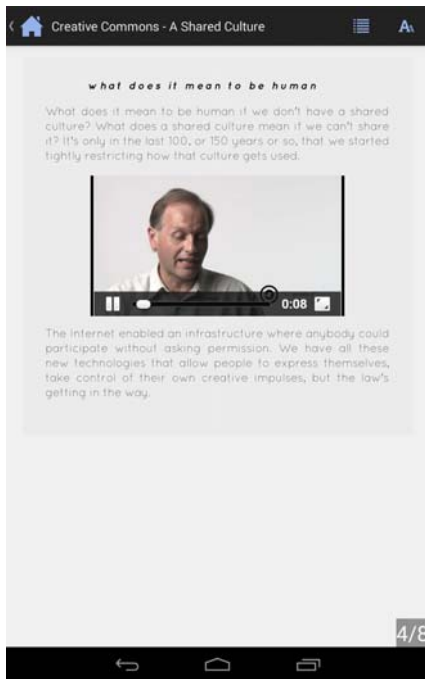 Creative Commons - A Shared Culture
what does it mean to be human
What does it mean to be human if we don't have a shared
culture? What does a shared culture mean if we can't share
it? It's only in the last 100, or 150 years or so, that we started
tightly restricting how that culture gets used.
0:08
The Internet enabled an infrastructure where anybody could
participate without asking permission. We have all these
new technologies that allow people to express themselves,
take control of their own creative impulses, but the law's
getting in the way.
4/8